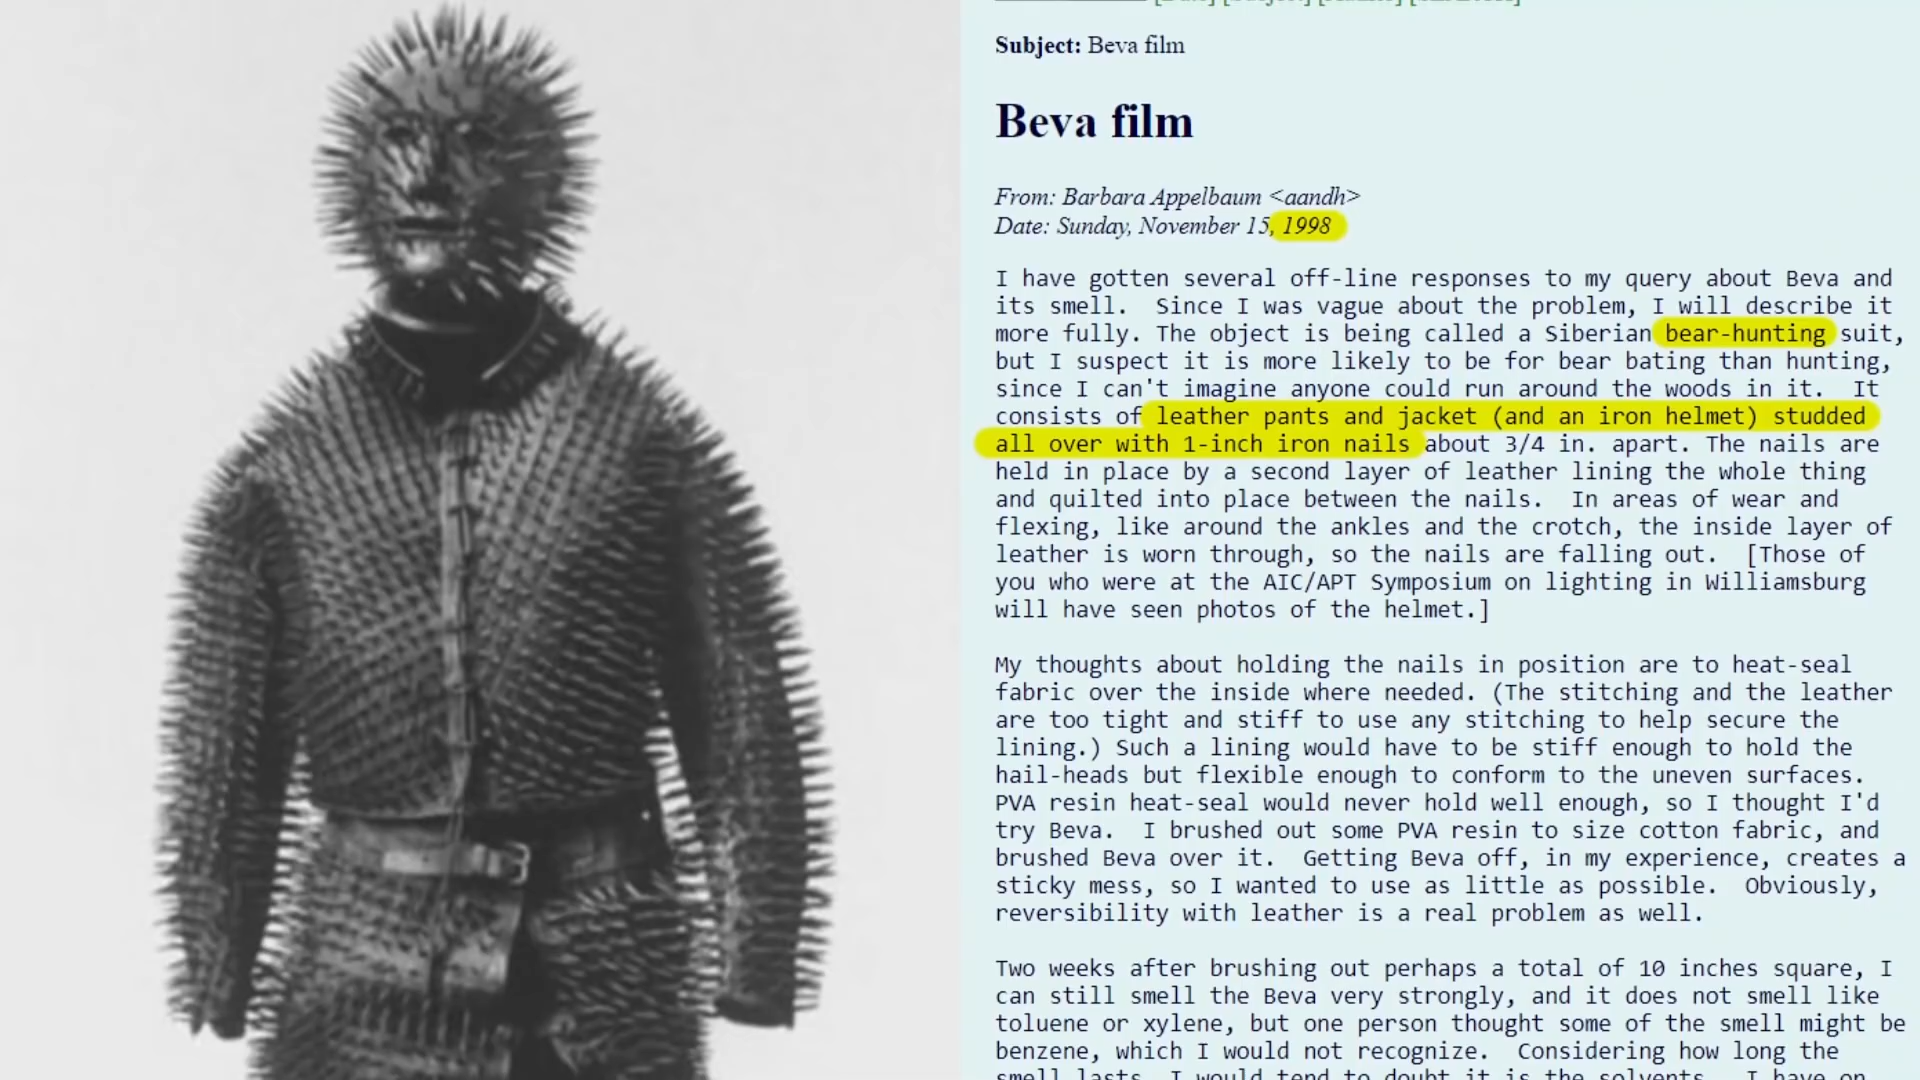 Subject: Beva film
Beva film
From: Barbara Appelbaum <aandh>
Date: Sunday, November 15, 1998
I have gotten several off-line responses to my query about Beva and
its smell.  Since I was vague about the problem, I will describe it
more fully. The object is being called a Siberian bear-hunting suit,
but I suspect it is more likely to be for bear bating than hunting,
since I can't imagine anyone could run around the woods in it.  It
consists of leather pants and jacket (and an iron helmet) studded
all over with 1-inch iron nails about 3/4 in. apart. The nails are
held in place by a second layer of leather lining the whole thing
and quilted into place between the nails.  In areas of wear and
flexing, like around the ankles and the crotch, the inside layer of
leather is worn through, so the nails are falling out.  [Those of
you who were at the AIC/APT Symposium on lighting in Williamsburg
will have seen photos of the helmet.]
My thoughts about holding the nails in position are to heat-seal
fabric over the inside where needed. (The stitching and the leather
are too tight and stiff to use any stitching to help secure the
lining.) Such a lining would have to be stiff enough to hold the
hail-heads but flexible enough to conform to the uneven surfaces.
PVA resin heat-seal would never hold well enough, so I thought I'd
try Beva.  I brushed out some PVA resin to size cotton fabric, and
brushed Beva over it.  Getting Beva off, in my experience, creates a
sticky mess, so I wanted to use as little as possible.  Obviously,
reversibility with leather is a real problem as well.
Two weeks after brushing out perhaps a total of 10 inches square, I
can still smell the Beva very strongly, and it does not smell like
toluene or xylene, but one person thought some of the smell might be
benzene, which I would not recognize.  Considering how long the
smell lasts, I would tend to doubt it is the solvents.  I have on